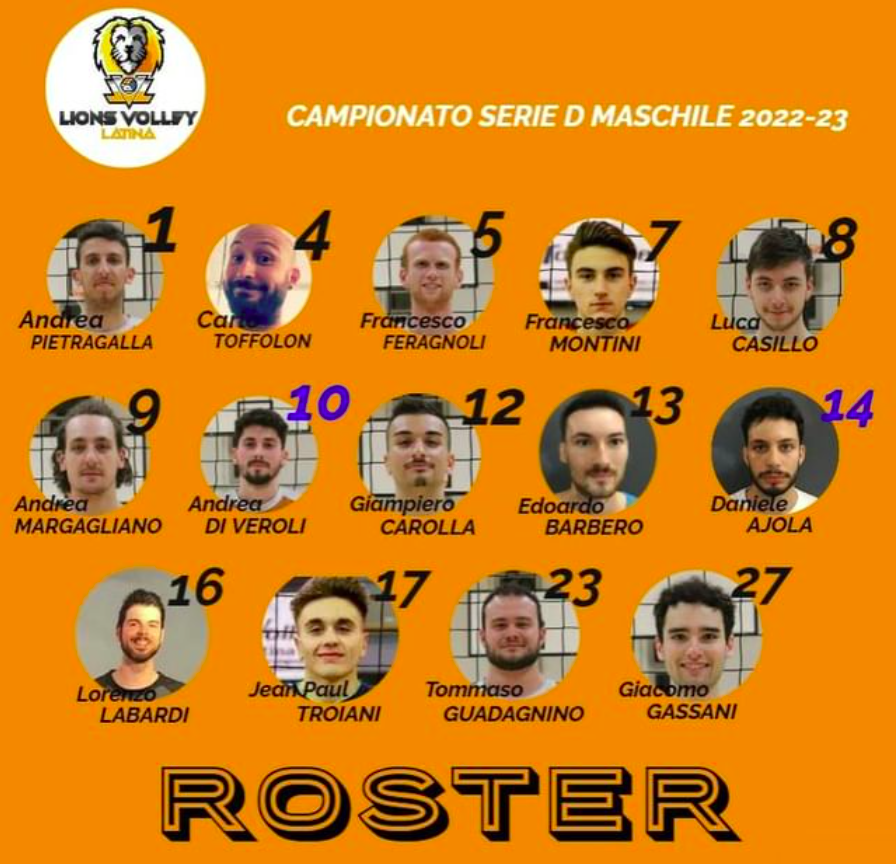 LIONS VOLLEY
LATINA
CAMPIONATO SERIE D MASCHILE 2022-23
1
Andrea
PIETRAGALLA
4
Carlo
TOFFOLON
5
Francesco
FERAGNOLI
7
Francesco
MONTINI
8
Luca
CASILLO
9
Andrea
MARGAGLIANO
10
Andrea
DI VEROLI
12
Giampiero
CAROLLA
13
Edoardo
BARBERO
14
Daniele
AJOLA
16
Lorenzo
LABARDI
17
Jean Paul
TROIANI
23
Tommaso
GUADAGNINO
27
Giacomo
GASSANI
ROSTER